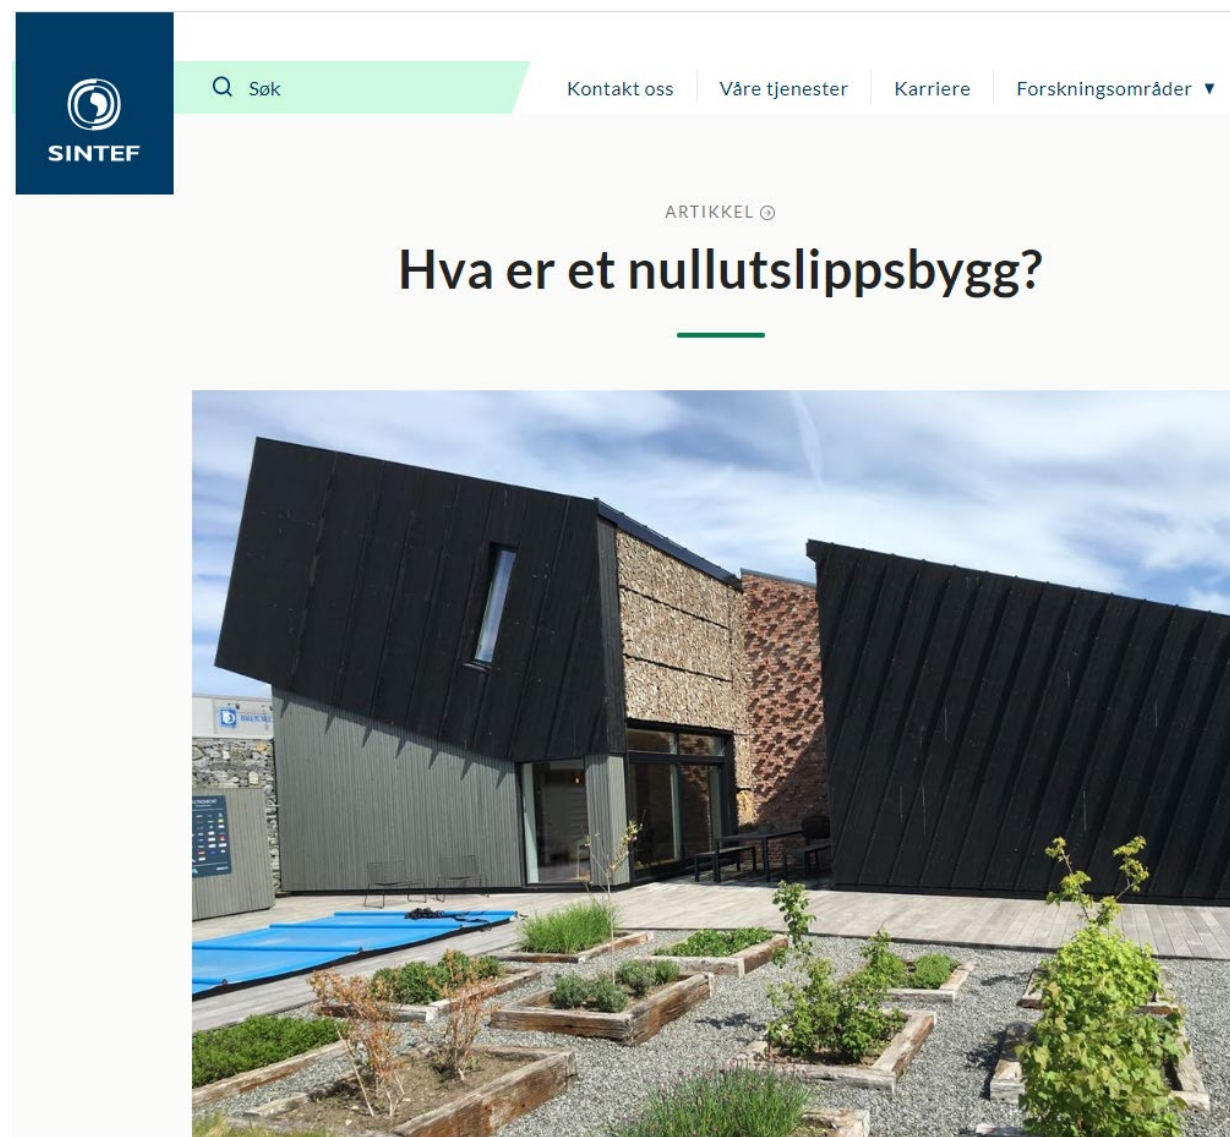 SINTEF
Søk
Kontakt oss
Våre tjenester
Karriere
Forskningsområder ▼
ARTIKKEL
Hva er et nullutslippsbygg?